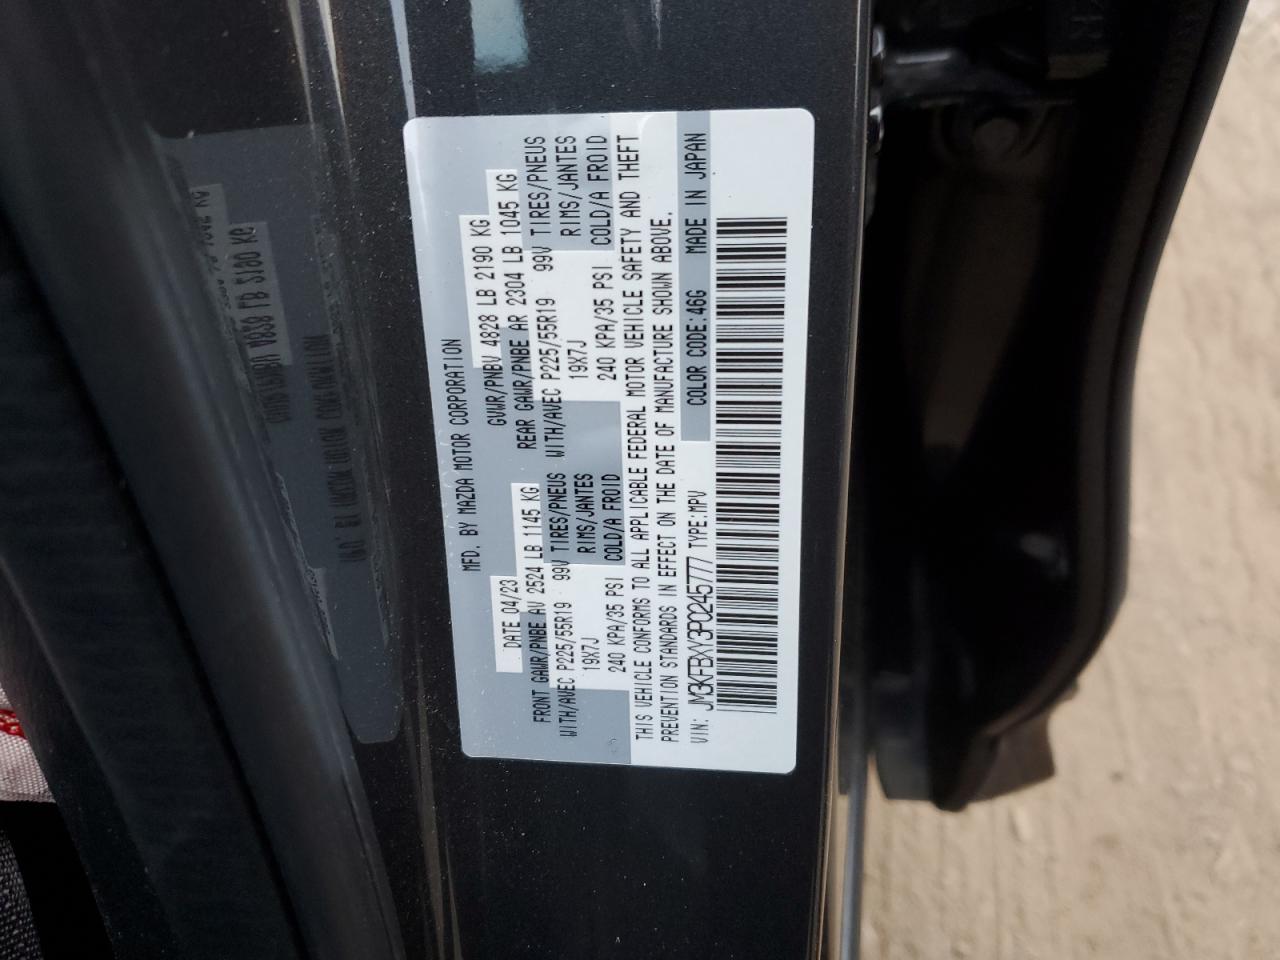 MFD. BY MAZDA MOTOR CORPORATION
DATE 04/23 GVWR/PNBV 4828 LB 2190 KG
FRONT GAWR/PNBE AV 2524 LB 1145 KG REAR GAWR/PNBE AR 2304 LB 1045 KG
WITH/AVEC P225/55R19 99V TIRES/PNEUS WITH/AVEC P225/55R19 99V TIRES/PNEUS
19X7J RIMS/JANTES 19X7J RIMS/JANTES
240 KPA/35 PSI COLD/A FROID 240 KPA/35 PSI COLD/A FROID
THIS VEHICLE CONFORMS TO ALL APPLICABLE FEDERAL MOTOR VEHICLE SAFETY AND THEFT
PREVENTION STANDARDS IN EFFECT ON THE DATE OF MANUFACTURE SHOWN ABOVE.
VIN: JM3KFBXY3P0245777 TYPE:MPV COLOR CODE:46G MADE IN JAPAN